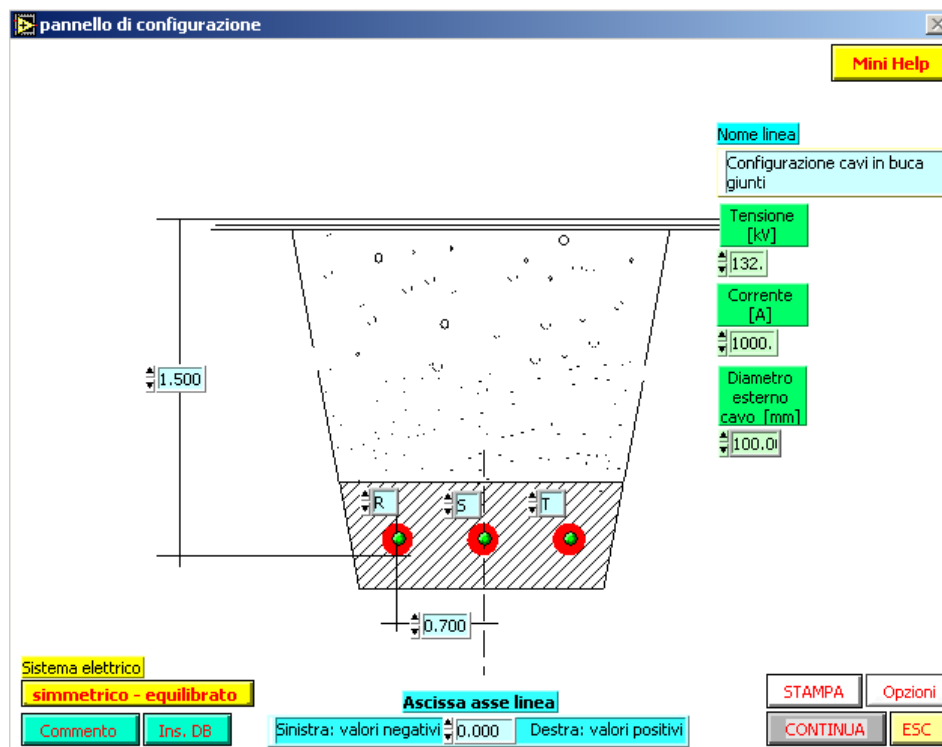 pannello di configurazione
Mini Help
Nome linea
Configurazione cavi in buca
giunti
Tensione
[kV]
132.
Corrente
[A]
1000.
Diametro
esterno
cavo [mm]
100.0
1.500
R
S
T
0.700
Sistema elettrico
simmetrico - equilibrato
Commento
Ins. DB
Ascissa asse linea
Sinistra: valori negativi
0.000
Destra: valori positivi
STAMPA
Opzioni
CONTINUA
ESC